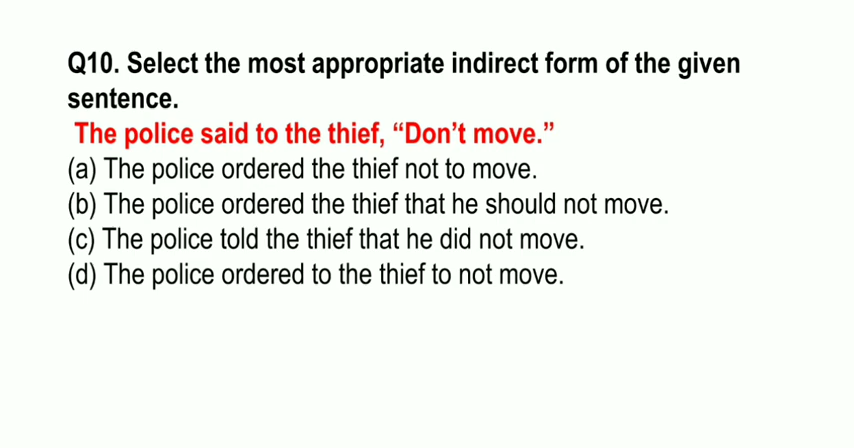 Q10. Select the most appropriate indirect form of the given
sentence.
The police said to the thief, “Don’t move.”
(a) The police ordered the thief not to move.
(b) The police ordered the thief that he should not move.
(c) The police told the thief that he did not move.
(d) The police ordered to the thief to not move.